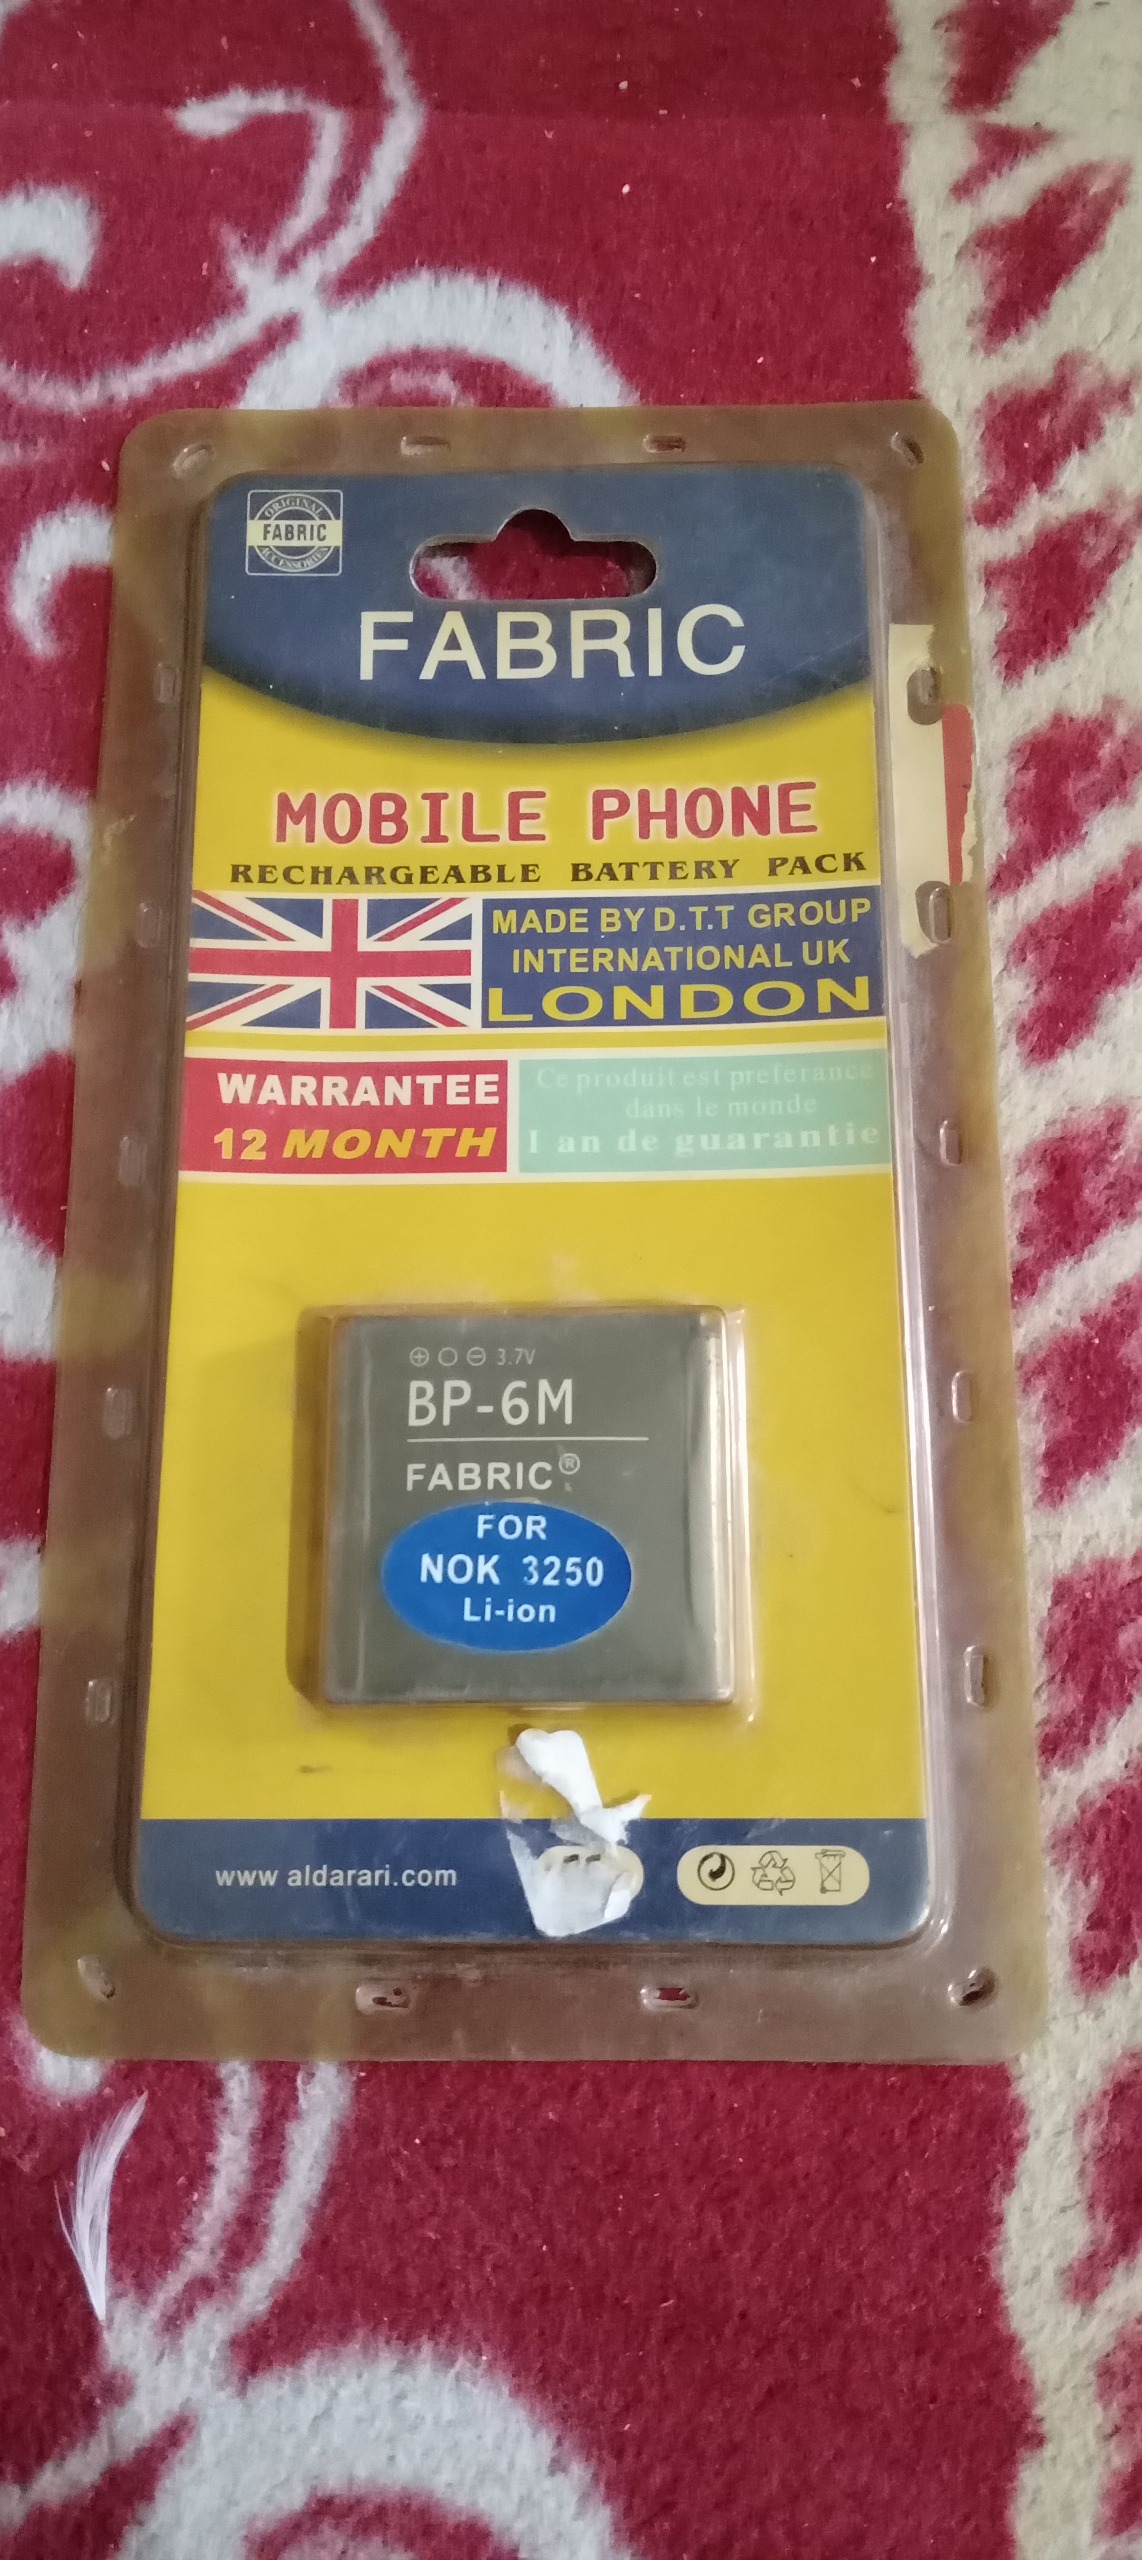 ORIGINAL
FABRIC
ACCESSORIES
FABRIC
MOBILE PHONE
RECHARGEABLE BATTERY PACK
MADE BY D.T.T GROUP
INTERNATIONAL UK
LONDON
WARRANTEE
12 MONTH
Ce produit est preferance
dans le monde
1 an de guarantie
3.7V
BP-6M
FABRIC®
FOR
NOK 3250
Li-ion
www aldarari.com